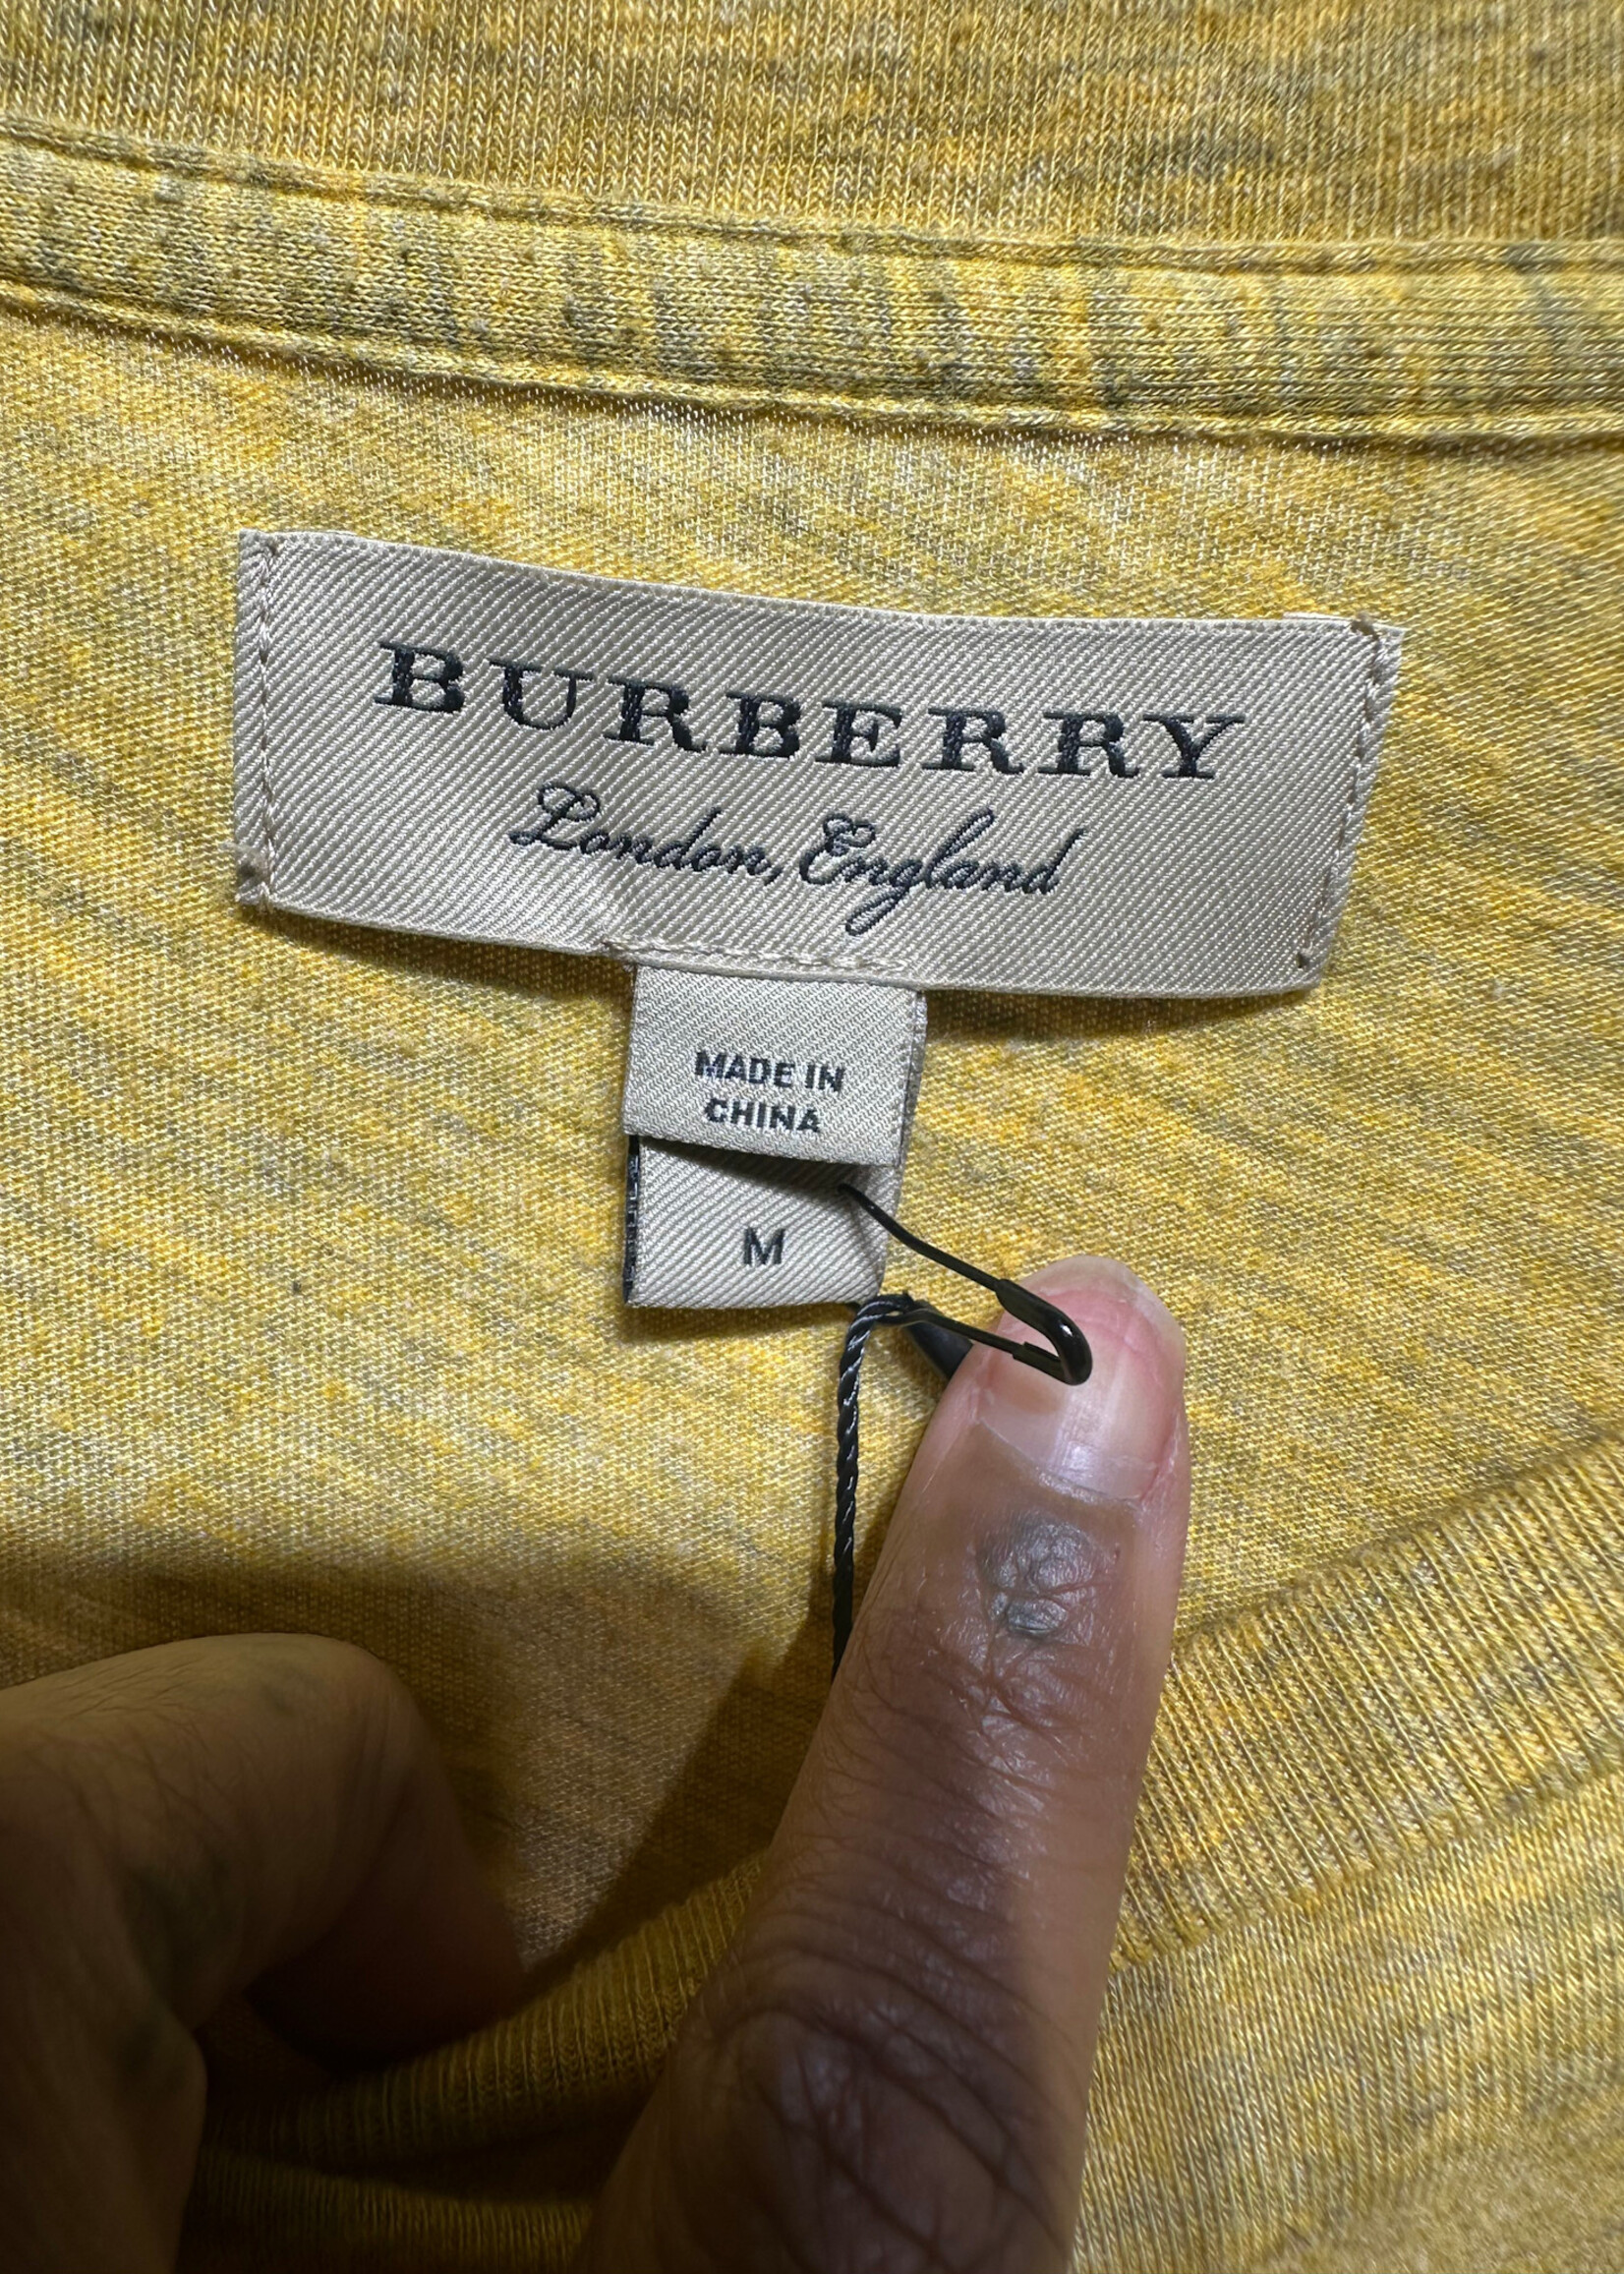 BURBERRY
London, England
MADE IN
CHINA
M